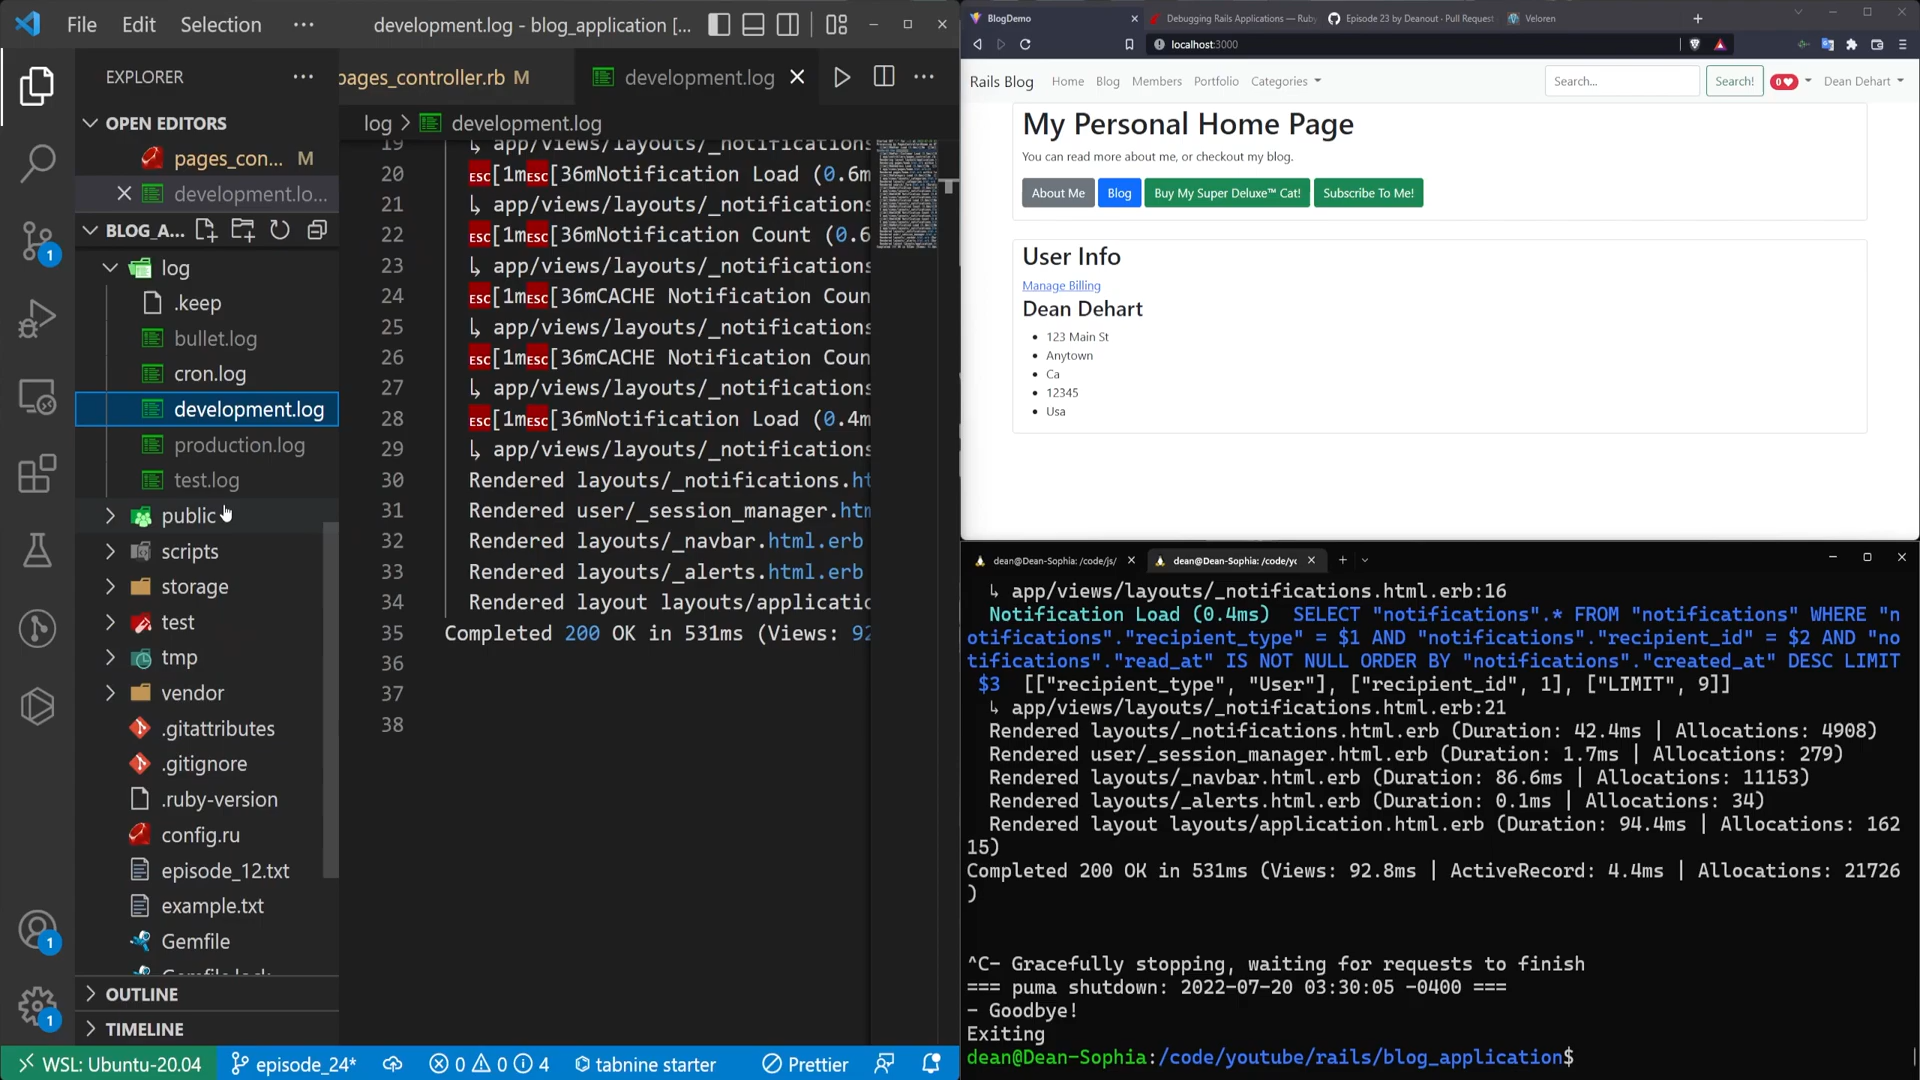 File Edit Selection ··· development.log - blog_application [...
EXPLORER ···
OPEN EDITORS
pages_con... M
development.lo...
BLOG_A...
log
.keep
bullet.log
cron.log
development.log
production.log
test.log
public
scripts
storage
test
tmp
vendor
.gitattributes
.gitignore
.ruby-version
config.ru
episode_12.txt
example.txt
Gemfile
Gemfile.lock
OUTLINE
TIMELINE
1
1
1
pages_controller.rb M development.log
log > development.log
19 ↳ app/views/layouts/_notifications
20 ESC[1mESC[36mNotification Load (0.6m
21 ↳ app/views/layouts/_notifications
22 ESC[1mESC[36mNotification Count (0.6
23 ↳ app/views/layouts/_notifications
24 ESC[1mESC[36mCACHE Notification Coun
25 ↳ app/views/layouts/_notifications
26 ESC[1mESC[36mCACHE Notification Coun
27 ↳ app/views/layouts/_notifications
28 ESC[1mESC[36mNotification Load (0.4m
29 ↳ app/views/layouts/_notifications
30 Rendered layouts/_notifications.ht
31 Rendered user/_session_manager.htm
32 Rendered layouts/_navbar.html.erb
33 Rendered layouts/_alerts.html.erb
34 Rendered layout layouts/applicatio
35 Completed 200 OK in 531ms (Views: 92
36
37
38
WSL: Ubuntu-20.04 episode_24* 0 0 4 tabnine starter Prettier
BlogDemo Debugging Rails Applications — Ruby Episode 23 by Deanout · Pull Request Veloren
localhost:3000
Rails Blog Home Blog Members Portfolio Categories Search... Search! 0 Dean Dehart
My Personal Home Page
You can read more about me, or checkout my blog.
About Me Blog Buy My Super Deluxe™ Cat! Subscribe To Me!
User Info
Manage Billing
Dean Dehart
• 123 Main St
• Anytown
• Ca
• 12345
• Usa
dean@Dean-Sophia: /code/js/ dean@Dean-Sophia: /code/yc
↳ app/views/layouts/_notifications.html.erb:16
Notification Load (0.4ms) SELECT "notifications".* FROM "notifications" WHERE "n
otifications"."recipient_type" = $1 AND "notifications"."recipient_id" = $2 AND "no
tifications"."read_at" IS NOT NULL ORDER BY "notifications"."created_at" DESC LIMIT
$3 [["recipient_type", "User"], ["recipient_id", 1], ["LIMIT", 9]]
↳ app/views/layouts/_notifications.html.erb:21
Rendered layouts/_notifications.html.erb (Duration: 42.4ms | Allocations: 4908)
Rendered user/_session_manager.html.erb (Duration: 1.7ms | Allocations: 279)
Rendered layouts/_navbar.html.erb (Duration: 86.6ms | Allocations: 11153)
Rendered layouts/_alerts.html.erb (Duration: 0.1ms | Allocations: 34)
Rendered layout layouts/application.html.erb (Duration: 94.4ms | Allocations: 162
15)
Completed 200 OK in 531ms (Views: 92.8ms | ActiveRecord: 4.4ms | Allocations: 21726
)
^C- Gracefully stopping, waiting for requests to finish
=== puma shutdown: 2022-07-20 03:30:05 -0400 ===
- Goodbye!
Exiting
dean@Dean-Sophia:/code/youtube/rails/blog_application$